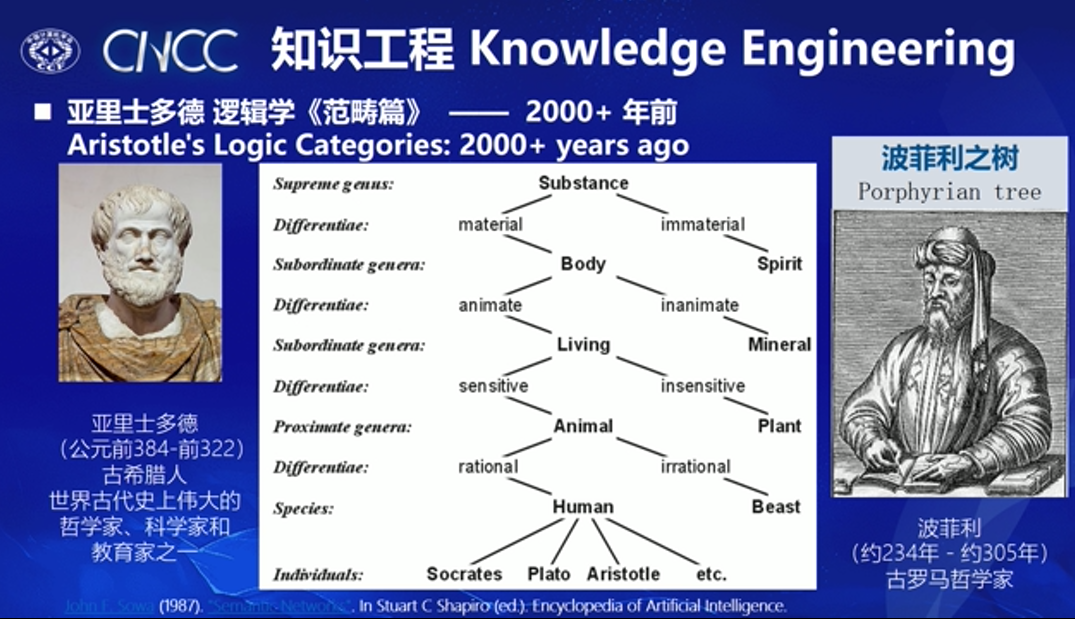 CCF
CNCC 知识工程 Knowledge Engineering
亚里士多德 逻辑学《范畴篇》 —— 2000+ 年前
Aristotle's Logic Categories: 2000+ years ago
亚里士多德
（公元前384-前322）
古希腊人
世界古代史上伟大的
哲学家、科学家和
教育家之一
Supreme genus: Substance
Differentiae: material immaterial
Subordinate genera: Body Spirit
Differentiae: animate inanimate
Subordinate genera: Living Mineral
Differentiae: sensitive insensitive
Proximate genera: Animal Plant
Differentiae: rational irrational
Species: Human Beast
Individuals: Socrates Plato Aristotle etc.
波菲利之树
Porphyrian tree
波菲利
（约234年 - 约305年）
古罗马哲学家
John F. Sowa (1987). "Semantic Networks". In Stuart C Shapiro (ed.). Encyclopedia of Artificial Intelligence.